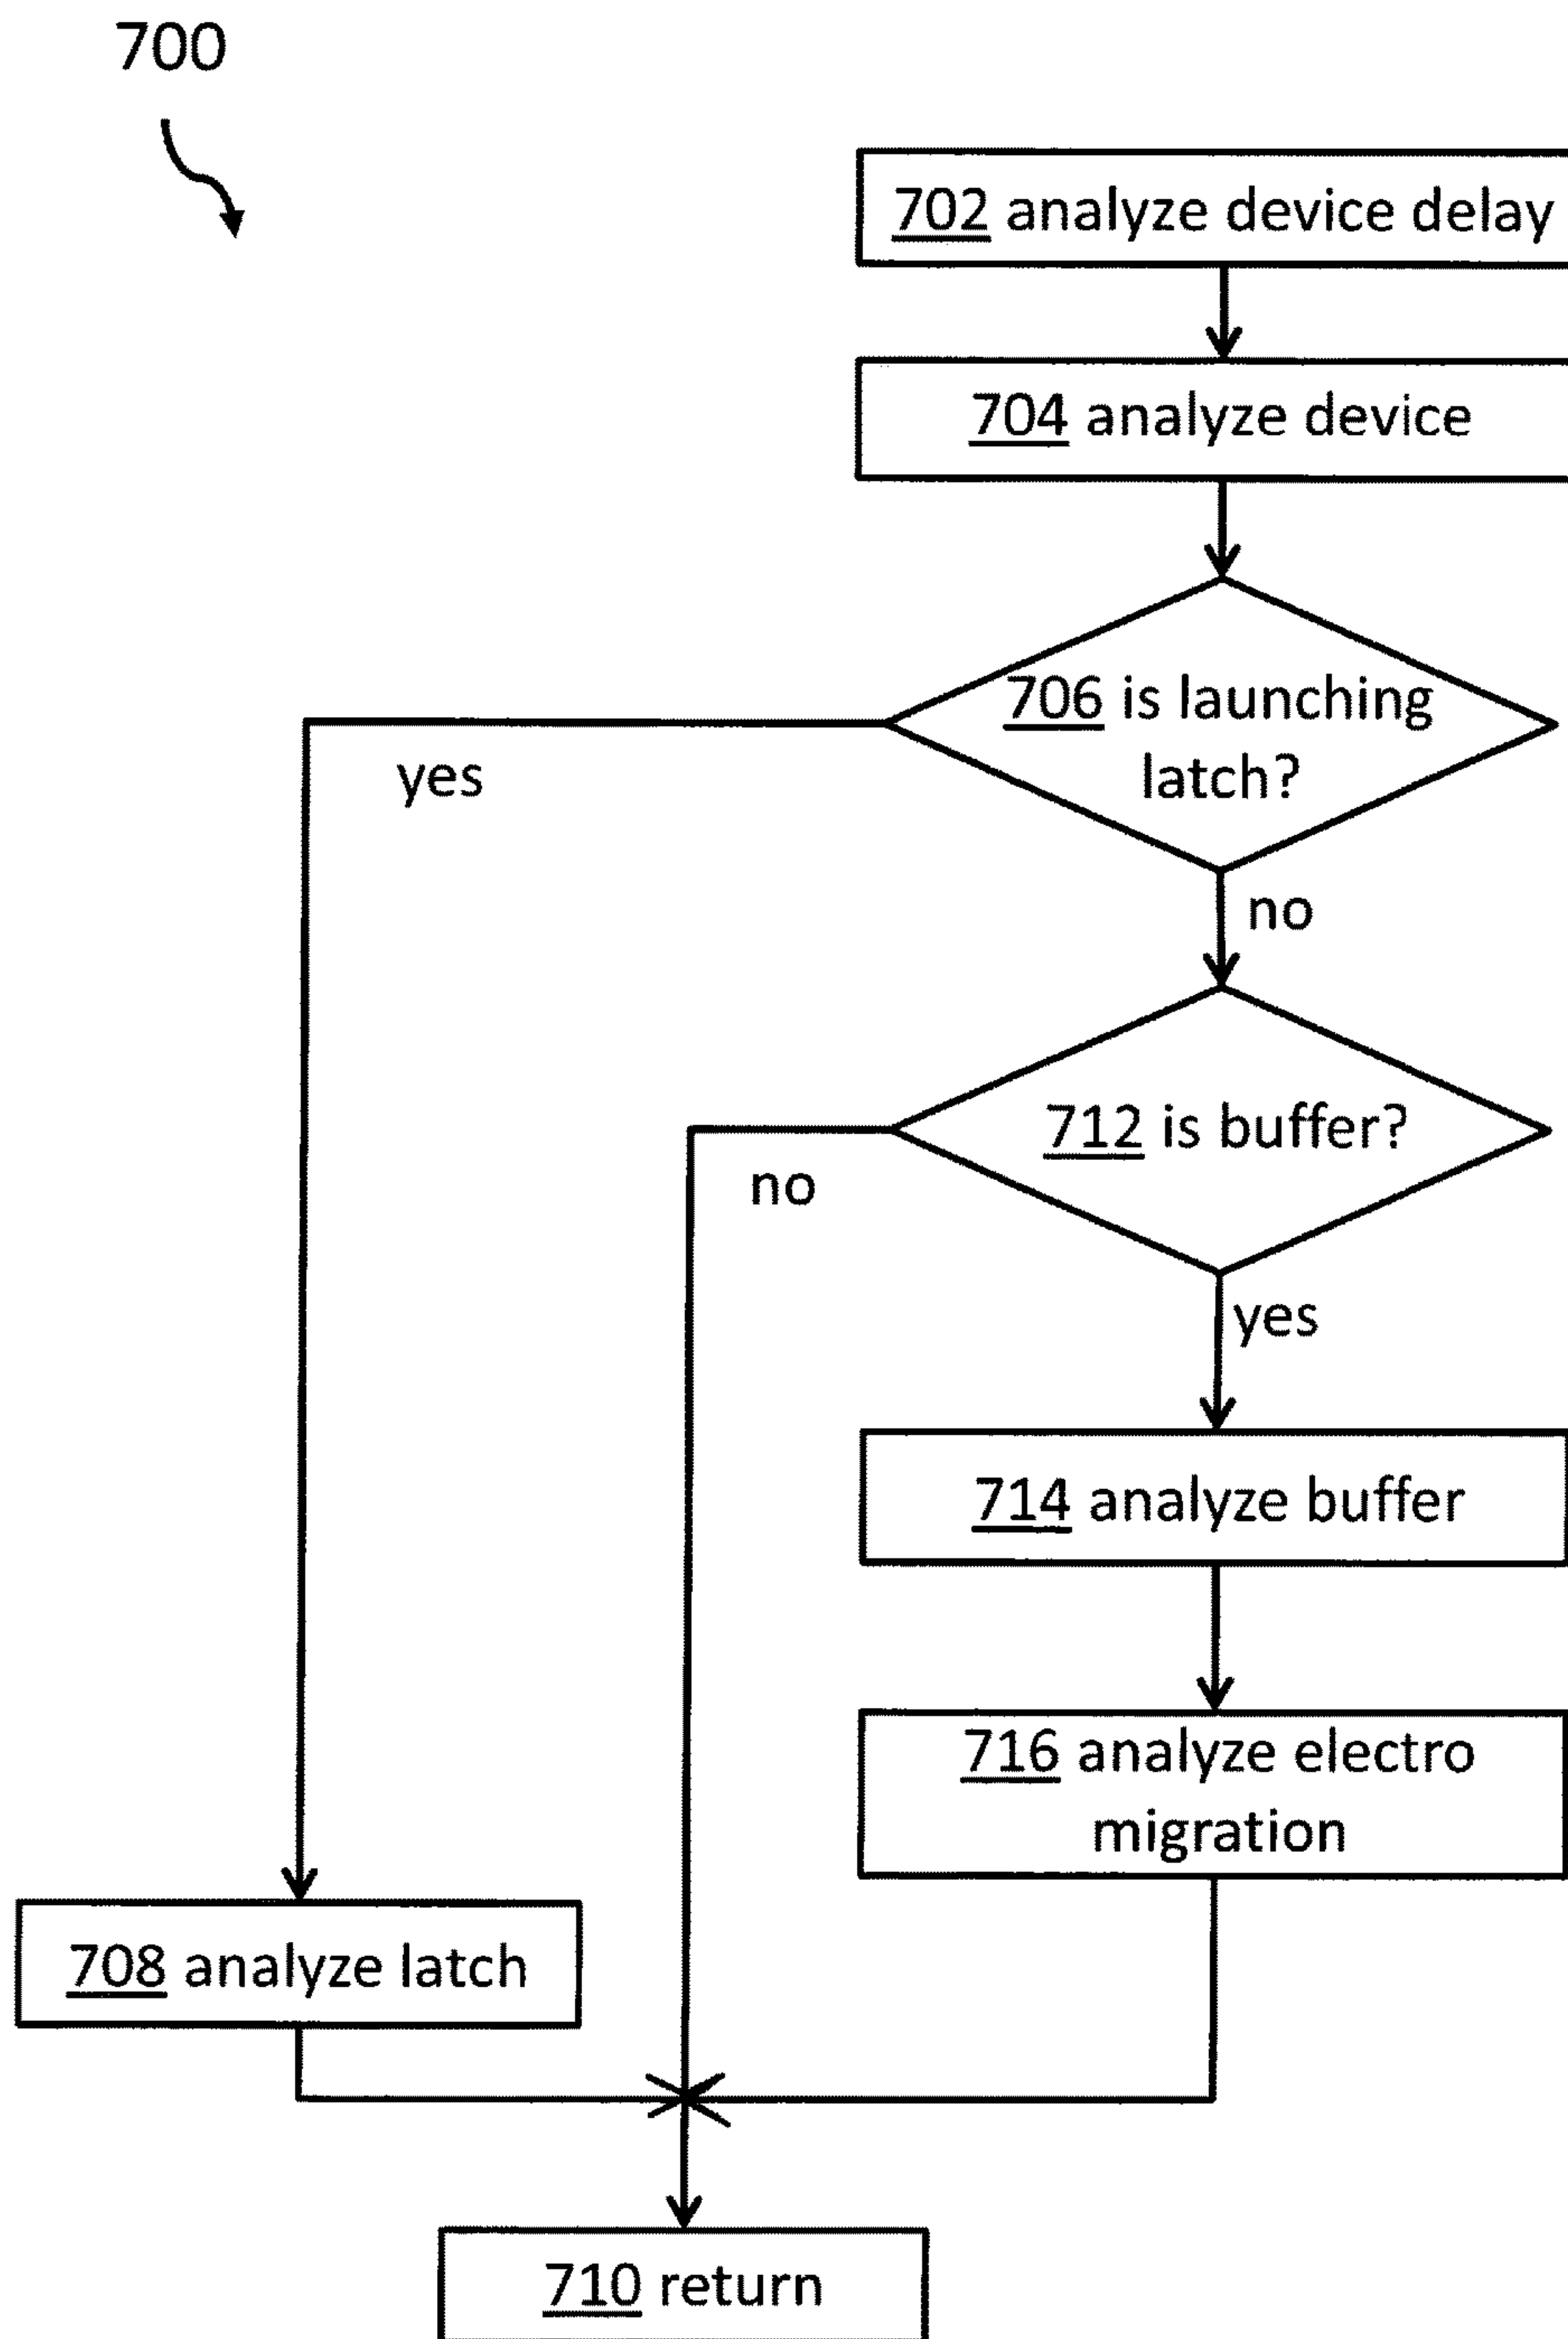 700
702 analyze device delay
704 analyze device
706 is launching
latch?
yes
no
712 is buffer?
no
yes
714 analyze buffer
716 analyze electro
migration
708 analyze latch
710 return